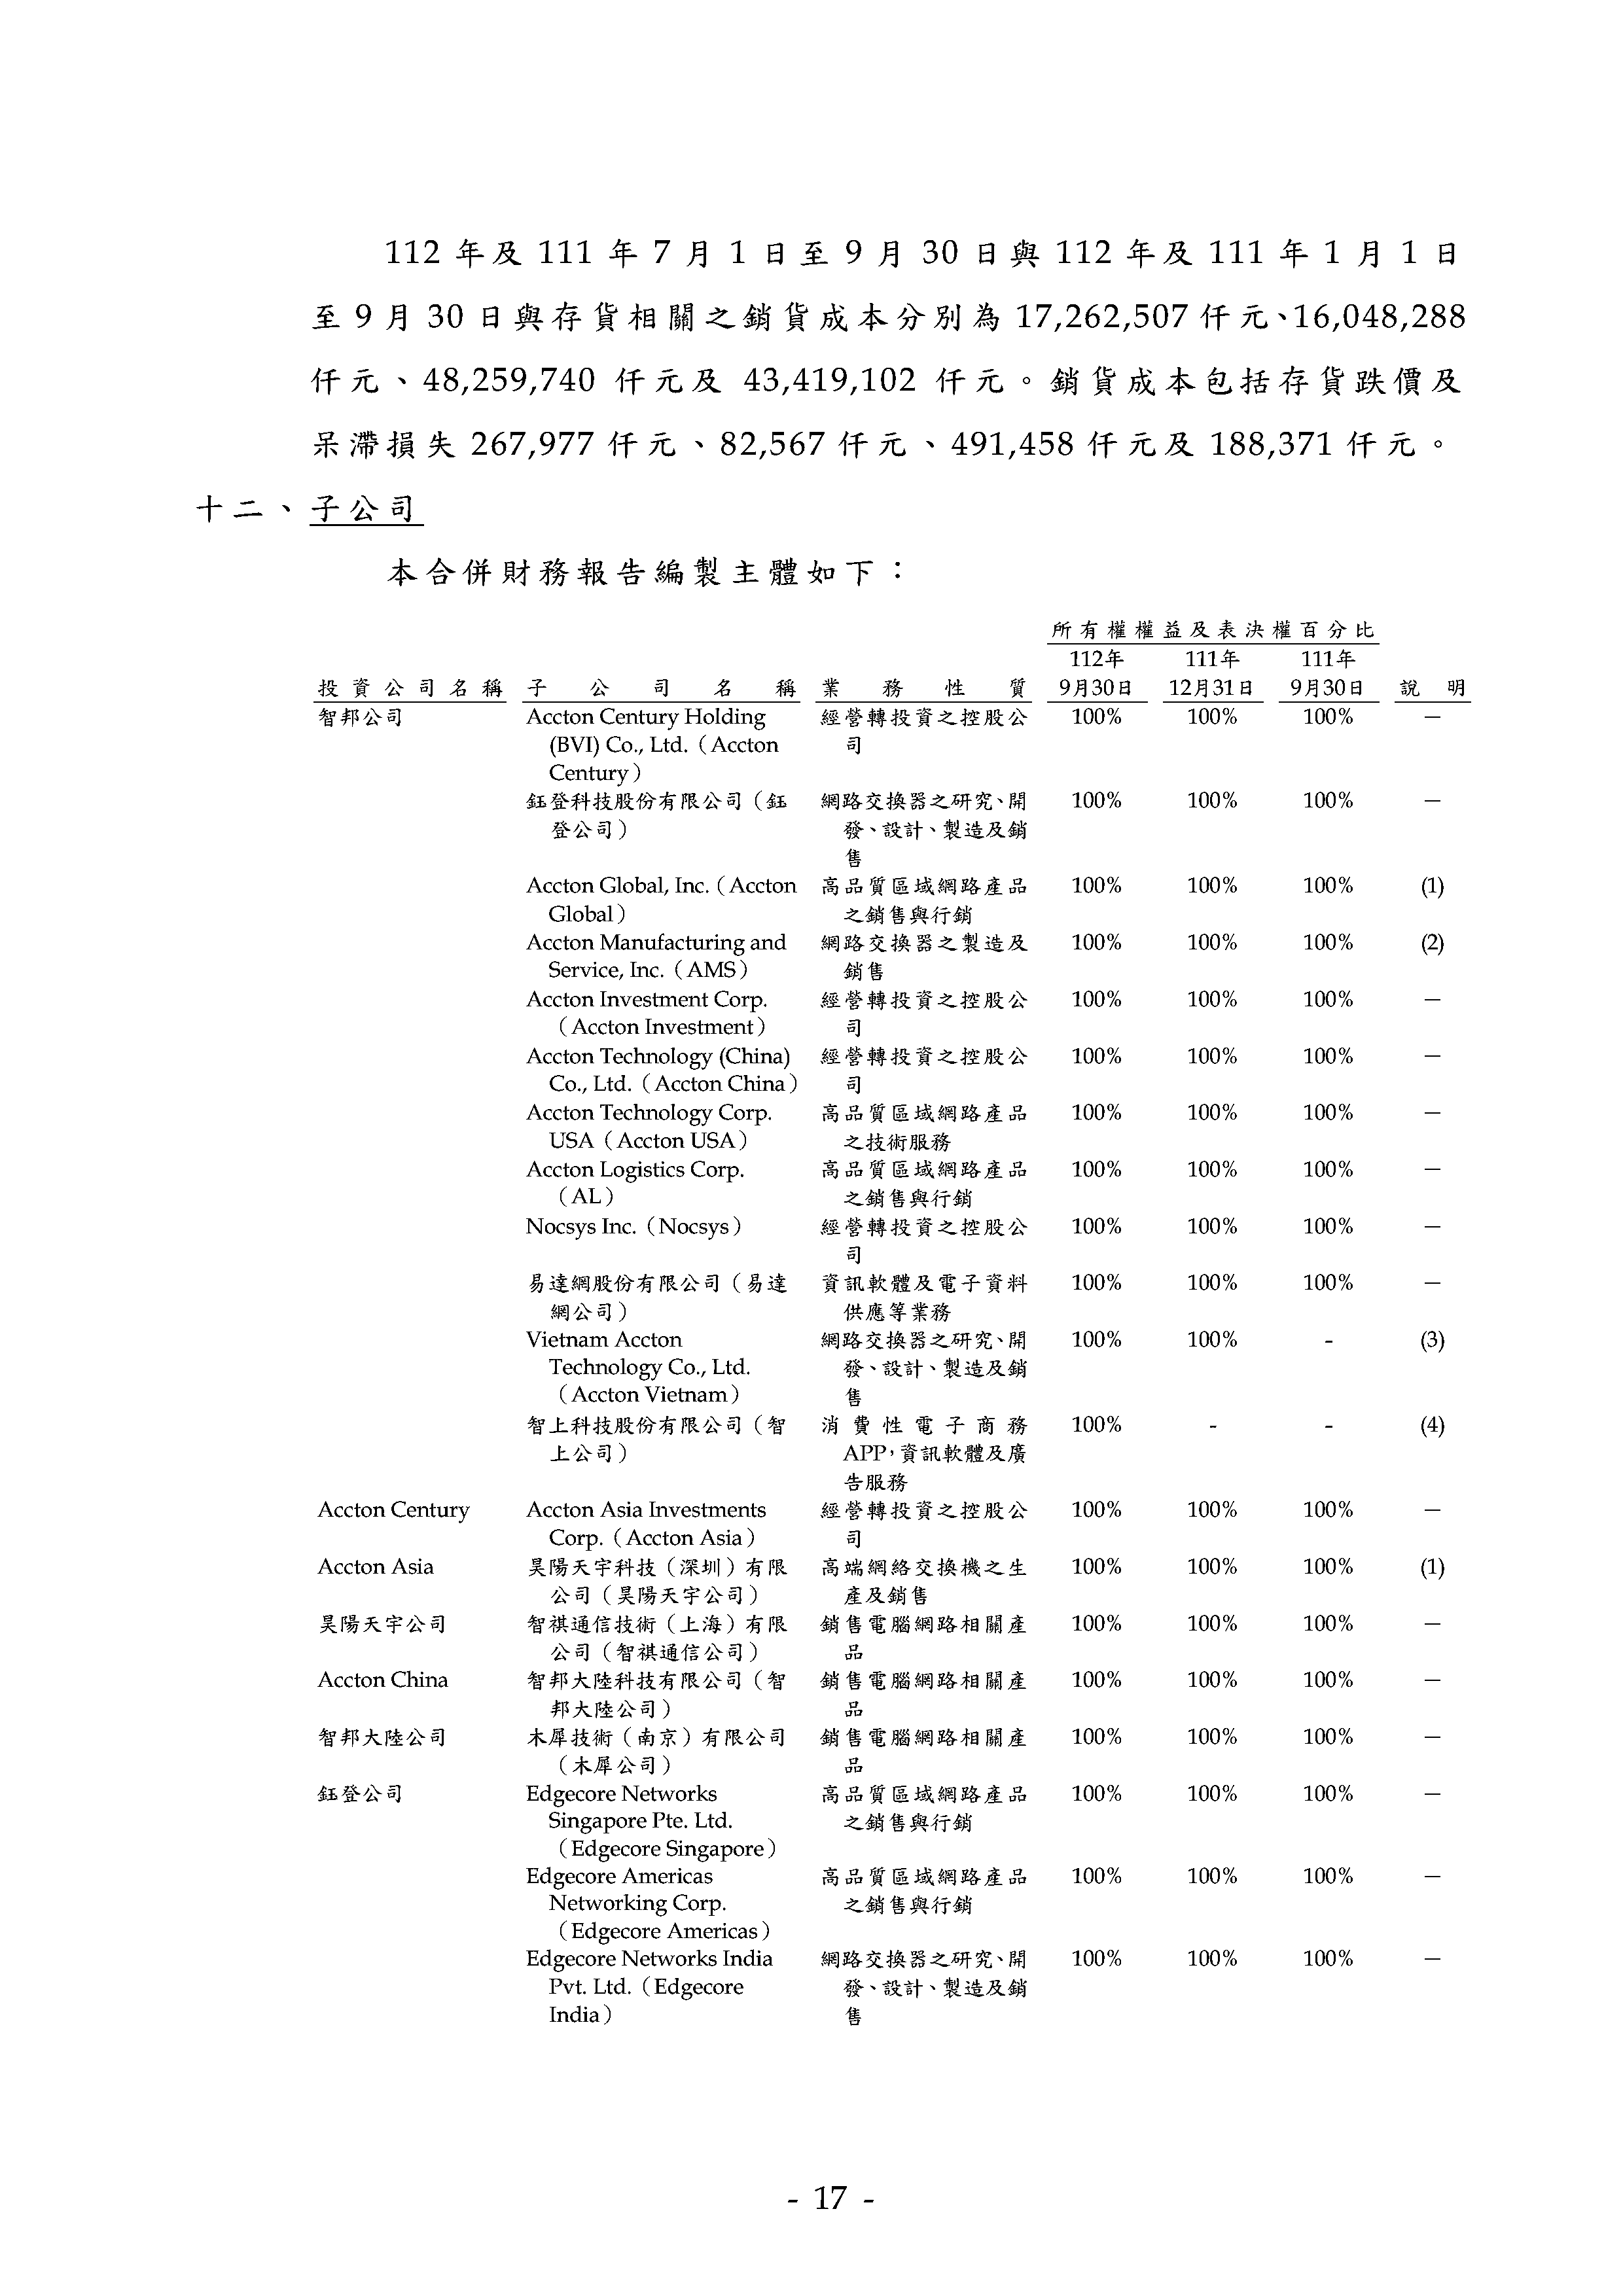 112 年及 111 年 7 月 1 日至 9 月 30 日與 112 年及 111 年 1 月 1 日
至 9 月 30 日與存貨相關之銷貨成本分別為 17,262,507 仟元、16,048,288
仟元、48,259,740 仟元及 43,419,102 仟元。銷貨成本包括存貨跌價及
呆滯損失 267,977 仟元、82,567 仟元、491,458 仟元及 188,371 仟元。
十二、子公司
本合併財務報告編製主體如下：
所有權權益及表決權百分比
112年 111年 111年
投資公司名稱 子公司名稱 業務性質 9月30日 12月31日 9月30日 說明
智邦公司 Accton Century Holding 經營轉投資之控股公 100% 100% 100% —
(BVI) Co., Ltd.（Accton 司
Century）
鈺登科技股份有限公司（鈺 網路交換器之研究、開 100% 100% 100% —
登公司） 發、設計、製造及銷
售
Accton Global, Inc.（Accton 高品質區域網路產品 100% 100% 100% (1)
Global） 之銷售與行銷
Accton Manufacturing and 網路交換器之製造及 100% 100% 100% (2)
Service, Inc.（AMS） 銷售
Accton Investment Corp. 經營轉投資之控股公 100% 100% 100% —
（Accton Investment） 司
Accton Technology (China) 經營轉投資之控股公 100% 100% 100% —
Co., Ltd.（Accton China） 司
Accton Technology Corp. 高品質區域網路產品 100% 100% 100% —
USA（Accton USA） 之技術服務
Accton Logistics Corp. 高品質區域網路產品 100% 100% 100% —
（AL） 之銷售與行銷
Nocsys Inc.（Nocsys） 經營轉投資之控股公 100% 100% 100% —
司
易達網股份有限公司（易達 資訊軟體及電子資料 100% 100% 100% —
網公司） 供應等業務
Vietnam Accton 網路交換器之研究、開 100% 100% - (3)
Technology Co., Ltd. 發、設計、製造及銷
（Accton Vietnam） 售
智上科技股份有限公司（智 消費性電子商務 100% - - (4)
上公司） APP，資訊軟體及廣
告服務
Accton Century Accton Asia Investments 經營轉投資之控股公 100% 100% 100% —
Corp.（Accton Asia） 司
Accton Asia 昊陽天宇科技（深圳）有限 高端網絡交換機之生 100% 100% 100% (1)
公司（昊陽天宇公司） 產及銷售
昊陽天宇公司 智祺通信技術（上海）有限 銷售電腦網路相關產 100% 100% 100% —
公司（智祺通信公司） 品
Accton China 智邦大陸科技有限公司（智 銷售電腦網路相關產 100% 100% 100% —
邦大陸公司） 品
智邦大陸公司 木犀技術（南京）有限公司 銷售電腦網路相關產 100% 100% 100% —
（木犀公司） 品
鈺登公司 Edgecore Networks 高品質區域網路產品 100% 100% 100% —
Singapore Pte. Ltd. 之銷售與行銷
（Edgecore Singapore）
Edgecore Americas 高品質區域網路產品 100% 100% 100% —
Networking Corp. 之銷售與行銷
（Edgecore Americas）
Edgecore Networks India 網路交換器之研究、開 100% 100% 100% —
Pvt. Ltd.（Edgecore 發、設計、製造及銷
India） 售
- 17 -